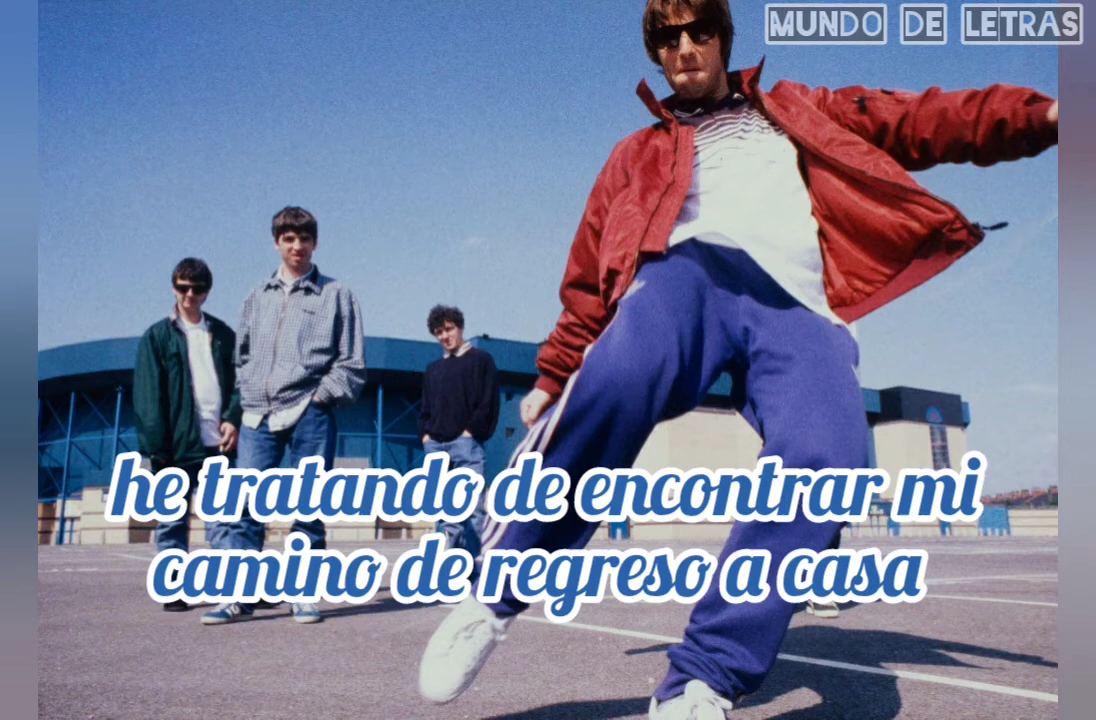 MUNDO DE LETRAS
he tratando de encontrar mi
camino de regreso a casa